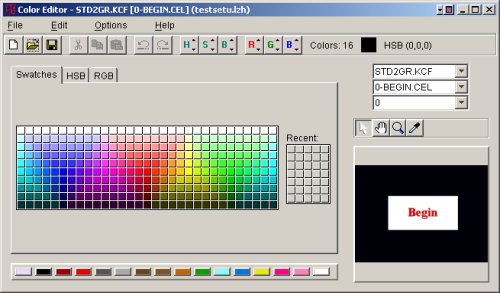 Color Editor - STD2GR.KCF [0-BEGIN.CEL] (testsetu.lzh)
File Edit Options Help
H S B R G B Colors: 16 HSB (0,0,0)
Swatches HSB RGB
STD2GR.KCF
0-BEGIN.CEL
0
Recent:
Begin